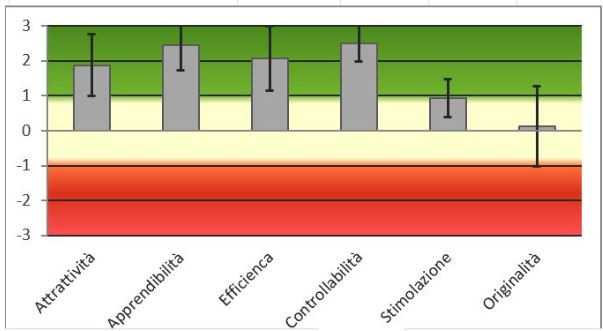 3
2
1
0
-1
-2
-3
Attrattività
Apprendibilità
Efficienca
Controllabilità
Stimolazione
Originalità